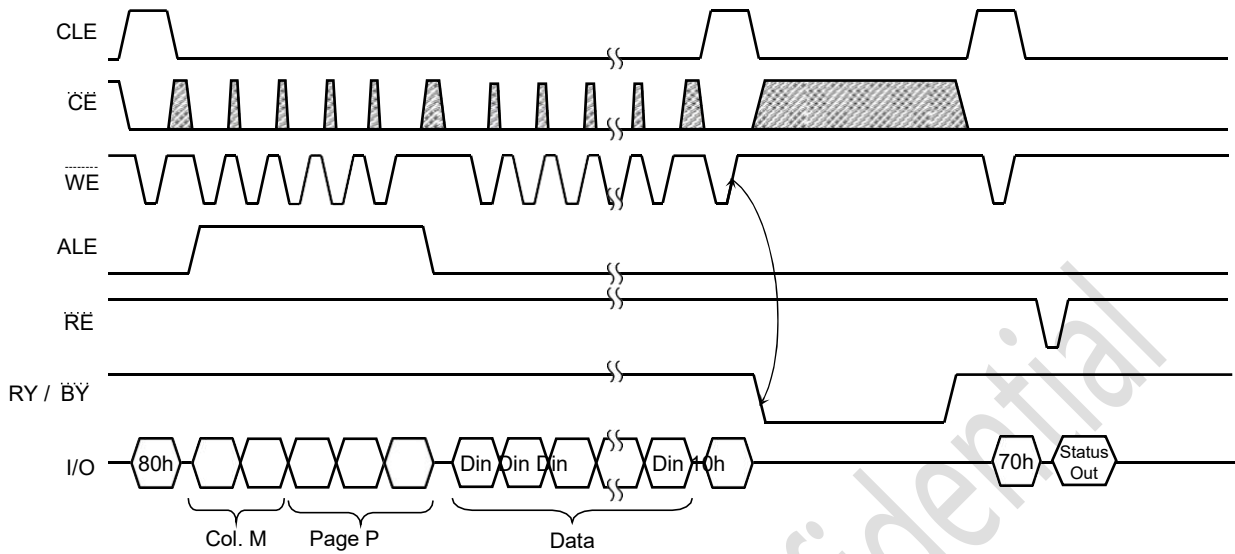 CLE
CE
WE
ALE
RE
RY / BY
I/O
80h
Din Din Din
Din 10h
70h
Status
Out
Col. M
Page P
Data